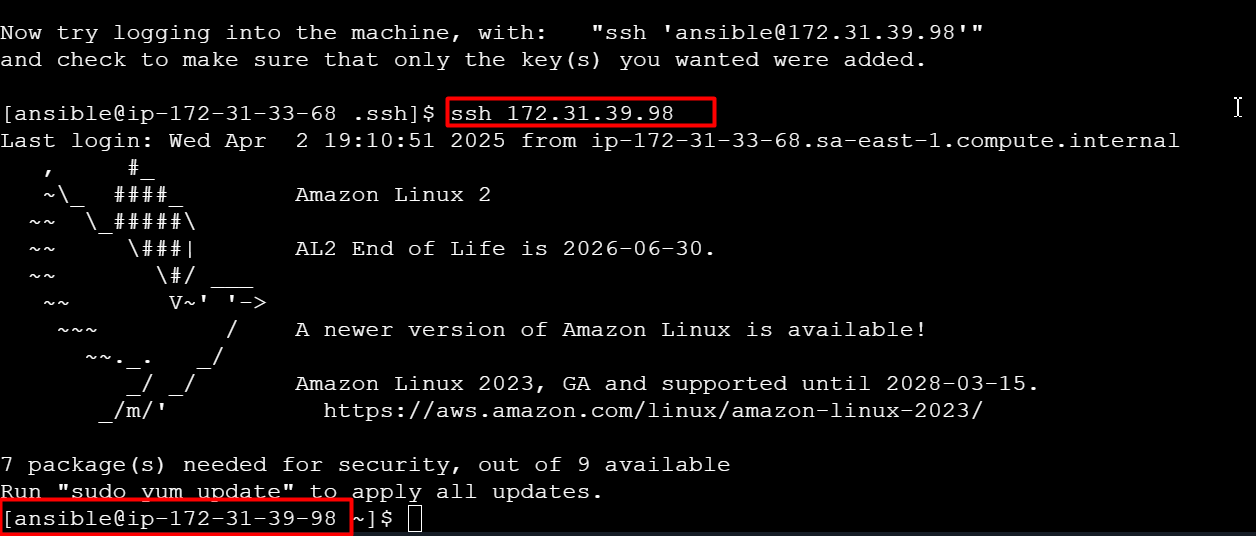 Now try logging into the machine, with:   "ssh 'ansible@172.31.39.98'"
and check to make sure that only the key(s) you wanted were added.

[ansible@ip-172-31-33-68 .ssh]$ ssh 172.31.39.98
Last login: Wed Apr  2 19:10:51 2025 from ip-172-31-33-68.sa-east-1.compute.internal
   ,     #_
   ~\_  ####_        Amazon Linux 2
  ~~  \_#####\
  ~~     \###|       AL2 End of Life is 2026-06-30.
  ~~       \#/ ___
   ~~       V~' '->
    ~~~         /    A newer version of Amazon Linux is available!
      ~~._.   _/
         _/ _/       Amazon Linux 2023, GA and supported until 2028-03-15.
       _/m/'           https://aws.amazon.com/linux/amazon-linux-2023/

7 package(s) needed for security, out of 9 available
Run "sudo yum update" to apply all updates.
[ansible@ip-172-31-39-98 ~]$